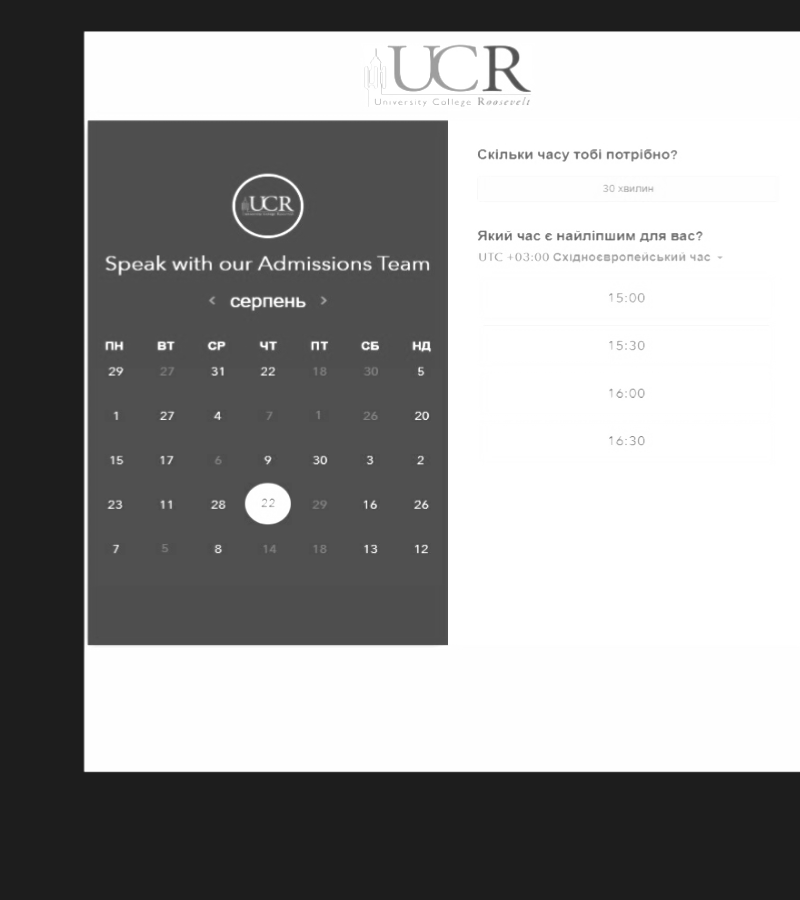 UCR
University College Roosevelt
UCR
Speak with our Admissions Team
‹ серпень ›
ПН ВТ СР ЧТ ПТ СБ НД
29 27 31 22 18 30 5
1 27 4 7 1 26 20
15 17 6 9 30 3 2
23 11 28 22 29 16 26
7 5 8 14 18 13 12
Скільки часу тобі потрібно?
30 хвилин
Який час є найліпшим для вас?
UTC +03:00 Східноєвропейський час
15:00
15:30
16:00
16:30